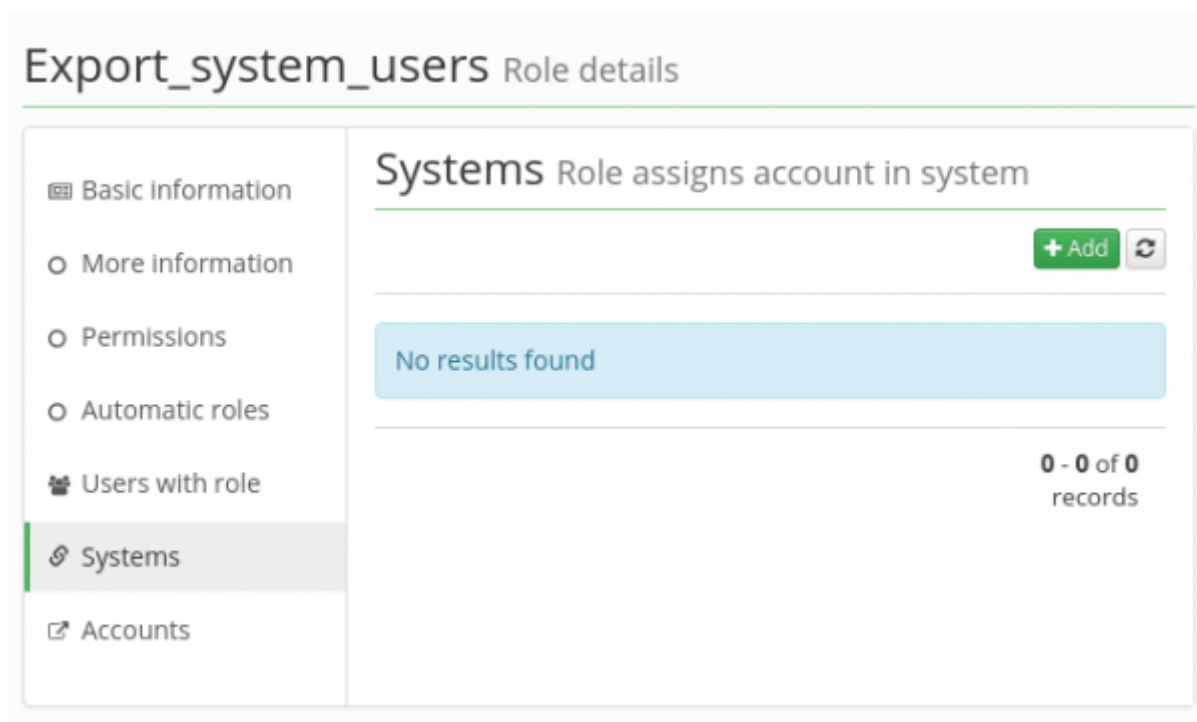 Export_system_users Role details
Basic information
More information
Permissions
Automatic roles
Users with role
Systems
Accounts
Systems Role assigns account in system
Add
No results found
0 - 0 of 0
records